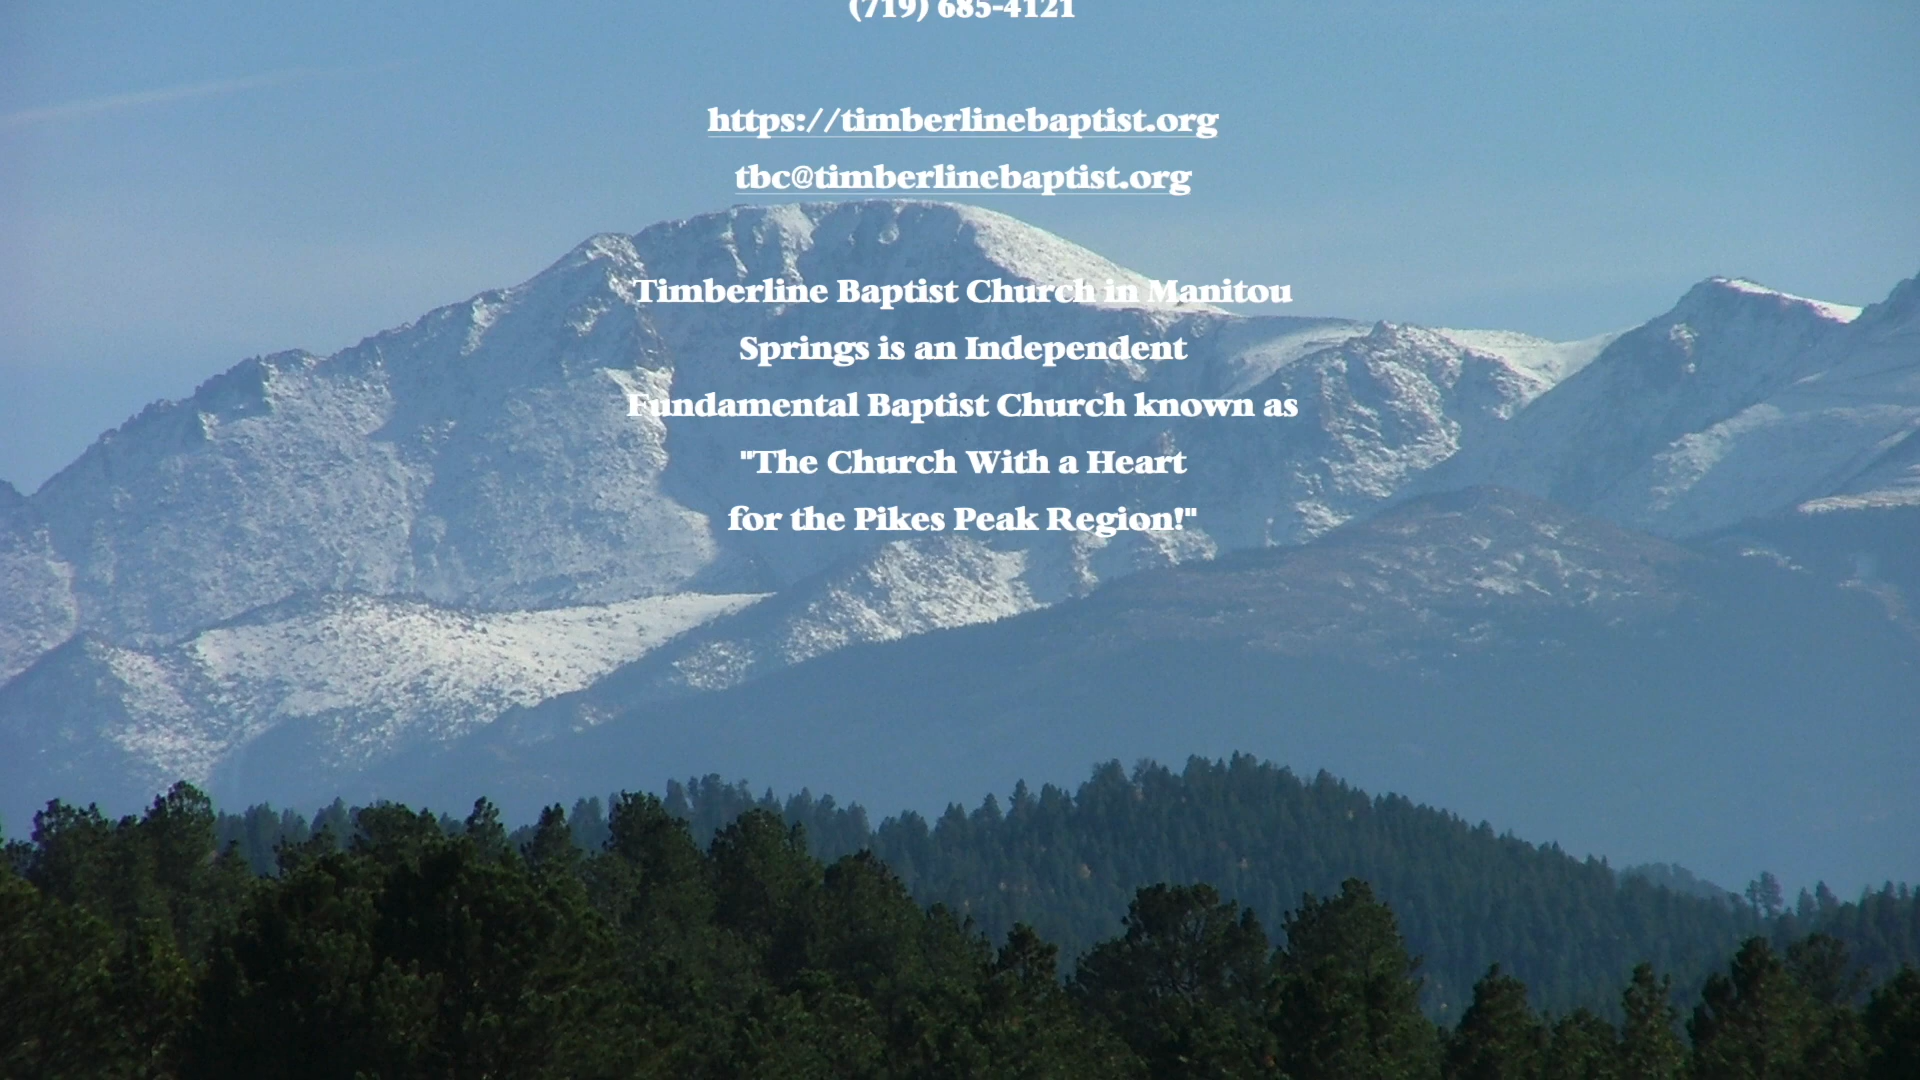 (719) 685-4121
https://timberlinebaptist.org
tbc@timberlinebaptist.org
Timberline Baptist Church in Manitou
Springs is an Independent
Fundamental Baptist Church known as
"The Church With a Heart
for the Pikes Peak Region!"